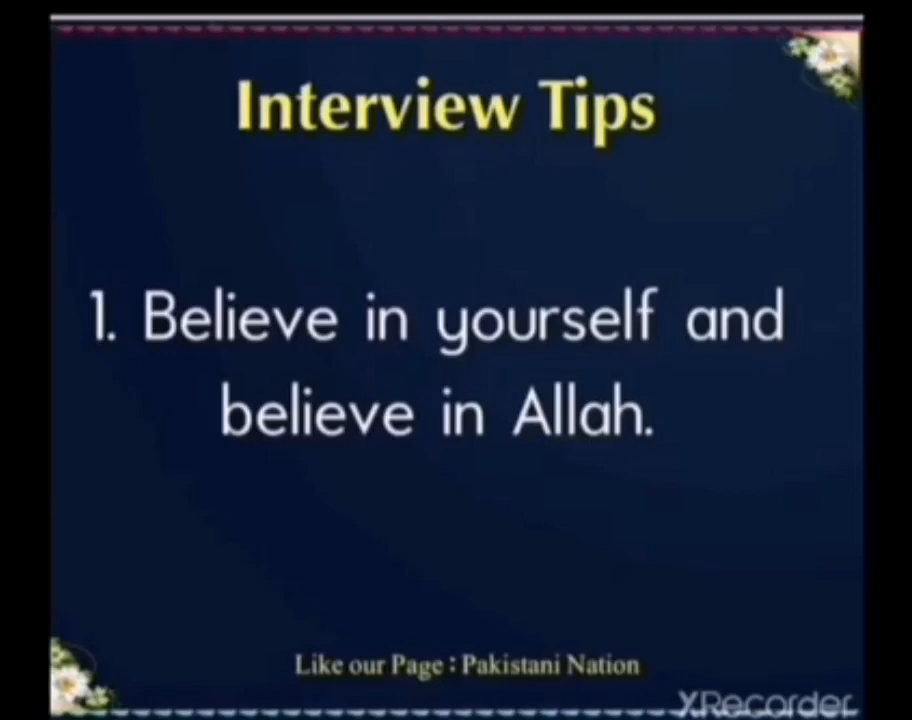 Interview Tips
1. Believe in yourself and
believe in Allah.
Like our Page : Pakistani Nation
XRecorder